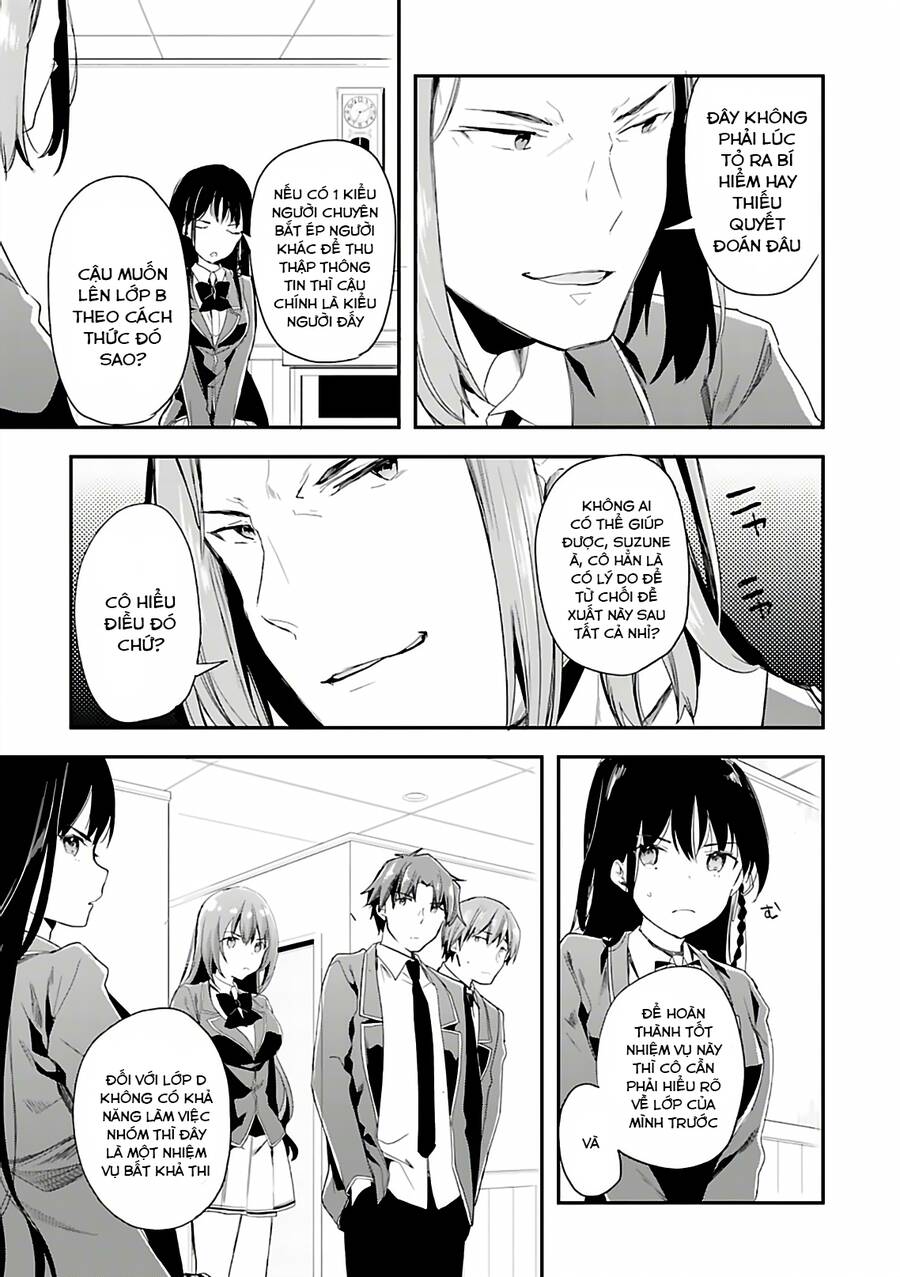 ĐÂY KHÔNG
PHẢI LÚC
TỎ RA BÍ
HIỂM HAY
THIẾU
QUYẾT
ĐOÁN ĐÂU
NẾU CÓ 1 KIỂU
NGƯỜI CHUYÊN
BẮT ÉP NGƯỜI
KHÁC ĐỂ THU
THẬP THÔNG
TIN THÌ CẬU
CHÍNH LÀ KIỂU
NGƯỜI ĐẤY
CẬU MUỐN
LÊN LỚP B
THEO CÁCH
THỨC ĐÓ
SAO?
ニヤ
ニヤ
KHÔNG AI
CÓ THỂ GIÚP
ĐƯỢC, SUZUNE
À, CÔ HẲN LÀ
CÓ LÝ DO ĐỂ
TỪ CHỐI ĐỀ
XUẤT NÀY SAU
TẤT CẢ NHỈ?
CÔ HIỂU
ĐIỀU ĐÓ
CHỨ?
む
ĐỂ HOÀN
THÀNH TỐT
NHIỆM VỤ NÀY
THÌ CÔ CẦN
PHẢI HIỂU RÕ
VỀ LỚP CỦA
MÌNH TRƯỚC
VÀ
ĐỐI VỚI LỚP D
KHÔNG CÓ KHẢ
NĂNG LÀM VIỆC
NHÓM THÌ ĐÂY
LÀ MỘT NHIỆM
VỤ BẤT KHẢ THI